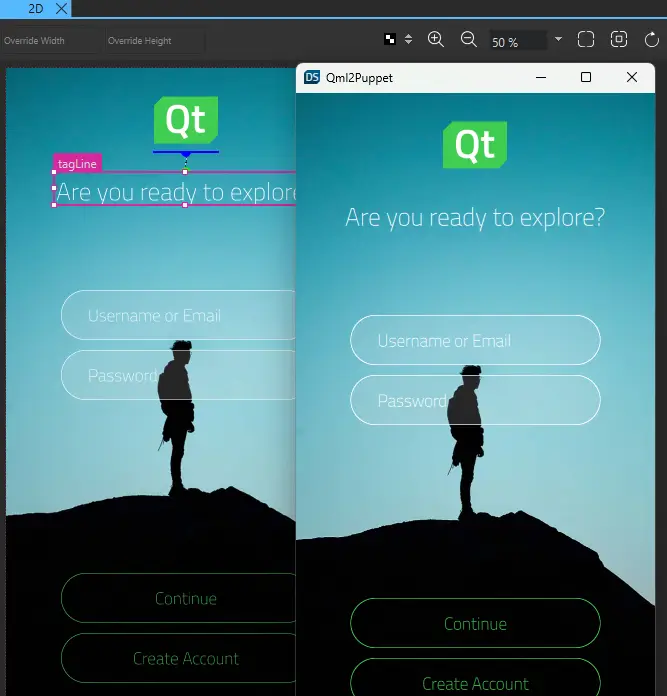 2D
Override Width
Override Height
50 %
DS
Qml2Puppet
Qt
tagLine
Are you ready to explore
Username or Email
Password
Continue
Create Account
Qt
Are you ready to explore?
Username or Email
Password
Continue
Create Account